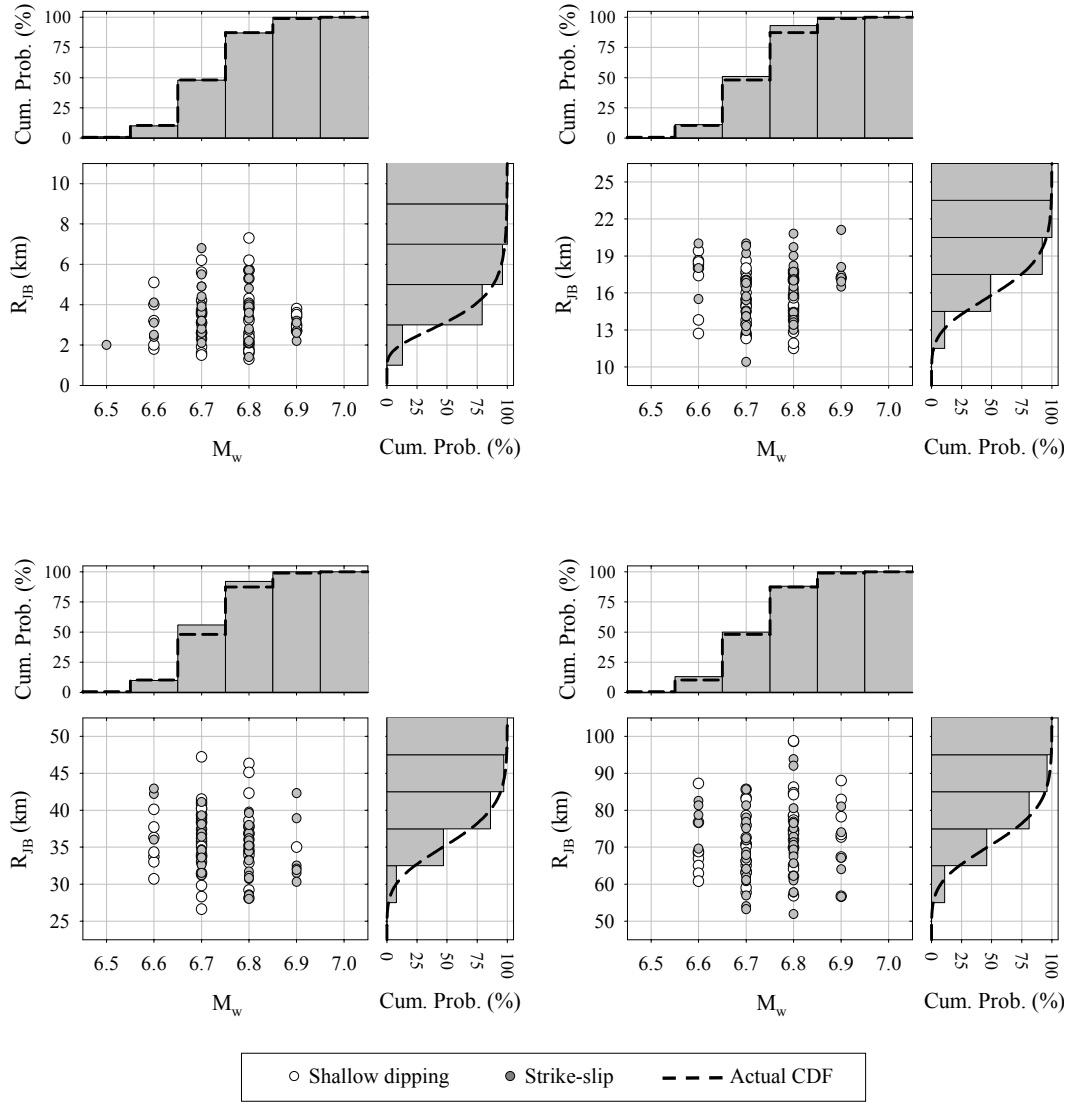 Cum. Prob. (%)
100
75
50
25
0
R_JB (km)
10
8
6
4
2
0
6.5 6.6 6.7 6.8 6.9 7.0
M_w
0 25 50 75 100
Cum. Prob. (%)
Cum. Prob. (%)
100
75
50
25
0
R_JB (km)
25
22
19
16
13
10
6.5 6.6 6.7 6.8 6.9 7.0
M_w
0 25 50 75 100
Cum. Prob. (%)
Cum. Prob. (%)
100
75
50
25
0
R_JB (km)
50
45
40
35
30
25
6.5 6.6 6.7 6.8 6.9 7.0
M_w
0 25 50 75 100
Cum. Prob. (%)
Cum. Prob. (%)
100
75
50
25
0
R_JB (km)
100
90
80
70
60
50
6.5 6.6 6.7 6.8 6.9 7.0
M_w
0 25 50 75 100
Cum. Prob. (%)
Shallow dipping Strike-slip Actual CDF